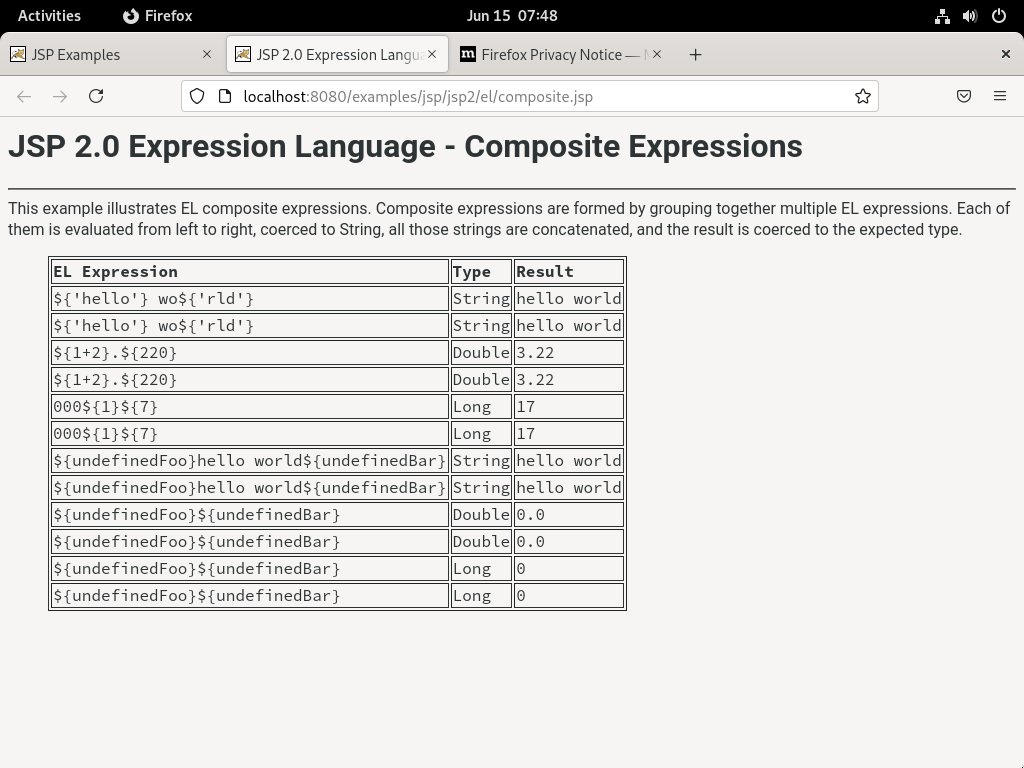 Activities Firefox Jun 15 07:48
JSP Examples
JSP 2.0 Expression Langua
Firefox Privacy Notice —
localhost:8080/examples/jsp/jsp2/el/composite.jsp
JSP 2.0 Expression Language - Composite Expressions
This example illustrates EL composite expressions. Composite expressions are formed by grouping together multiple EL expressions. Each of
them is evaluated from left to right, coerced to String, all those strings are concatenated, and the result is coerced to the expected type.
EL Expression Type Result
${'hello'} wo${'rld'} String hello world
${'hello'} wo${'rld'} String hello world
${1+2}.${220} Double 3.22
${1+2}.${220} Double 3.22
000${1}${7} Long 17
000${1}${7} Long 17
${undefinedFoo}hello world${undefinedBar} String hello world
${undefinedFoo}hello world${undefinedBar} String hello world
${undefinedFoo}${undefinedBar} Double 0.0
${undefinedFoo}${undefinedBar} Double 0.0
${undefinedFoo}${undefinedBar} Long 0
${undefinedFoo}${undefinedBar} Long 0